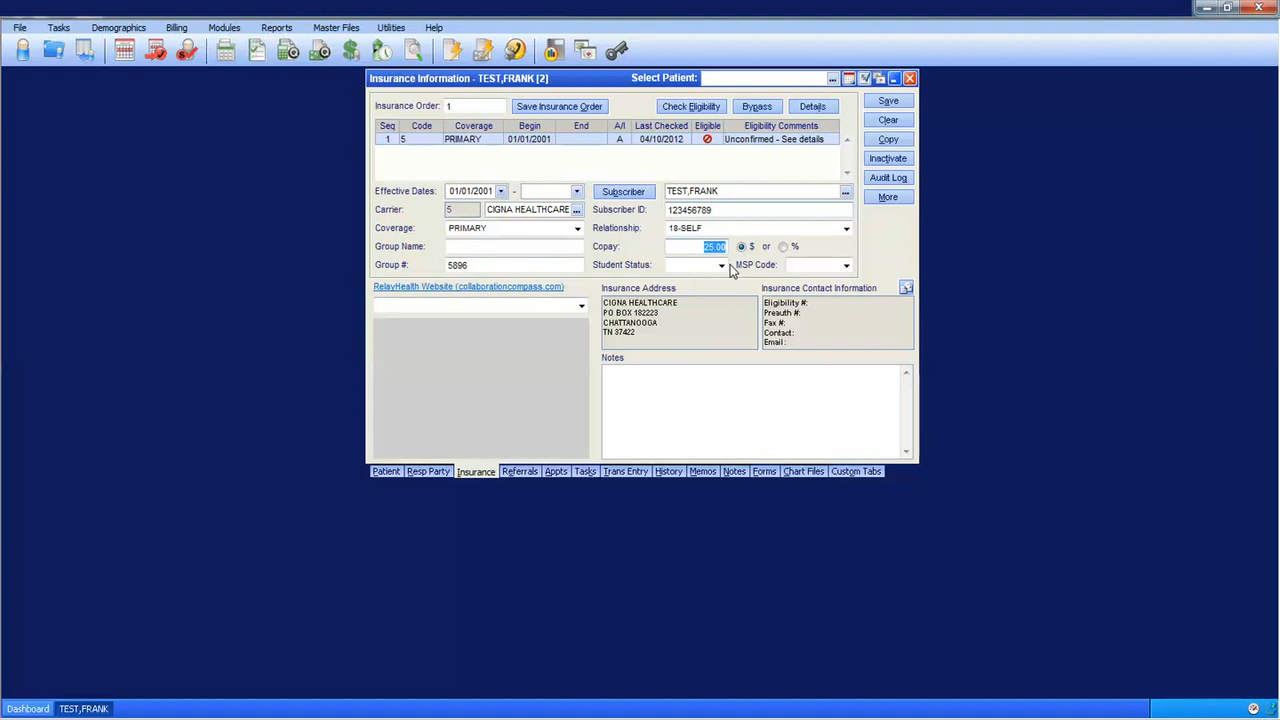 File Tasks Demographics Billing Modules Reports Master Files Utilities Help
Insurance Information - TEST,FRANK [2] Select Patient: ...
Insurance Order: 1 Save Insurance Order Check Eligibility Bypass Details Save
Seq Code Coverage Begin End A/I Last Checked Eligible Eligibility Comments Clear
1 5 PRIMARY 01/01/2001 A 04/10/2012 Unconfirmed - See details Copy
Inactivate
Audit Log
Effective Dates: 01/01/2001 - Subscriber TEST,FRANK ... More
Carrier: 5 CIGNA HEALTHCARE ... Subscriber ID: 123456789
Coverage: PRIMARY Relationship: 18-SELF
Group Name: Copay: 25.00 $ or %
Group #: 5896 Student Status: MSP Code:
RelayHealth Website (collaborationcompass.com) Insurance Address Insurance Contact Information
CIGNA HEALTHCARE Eligibility #:
PO BOX 182223 Preauth #:
CHATTANOOGA Fax #:
TN 37422 Contact:
Email:
Notes
Patient Resp Party Insurance Referrals Appts Tasks Trans Entry History Memos Notes Forms Chart Files Custom Tabs
Dashboard TEST,FRANK